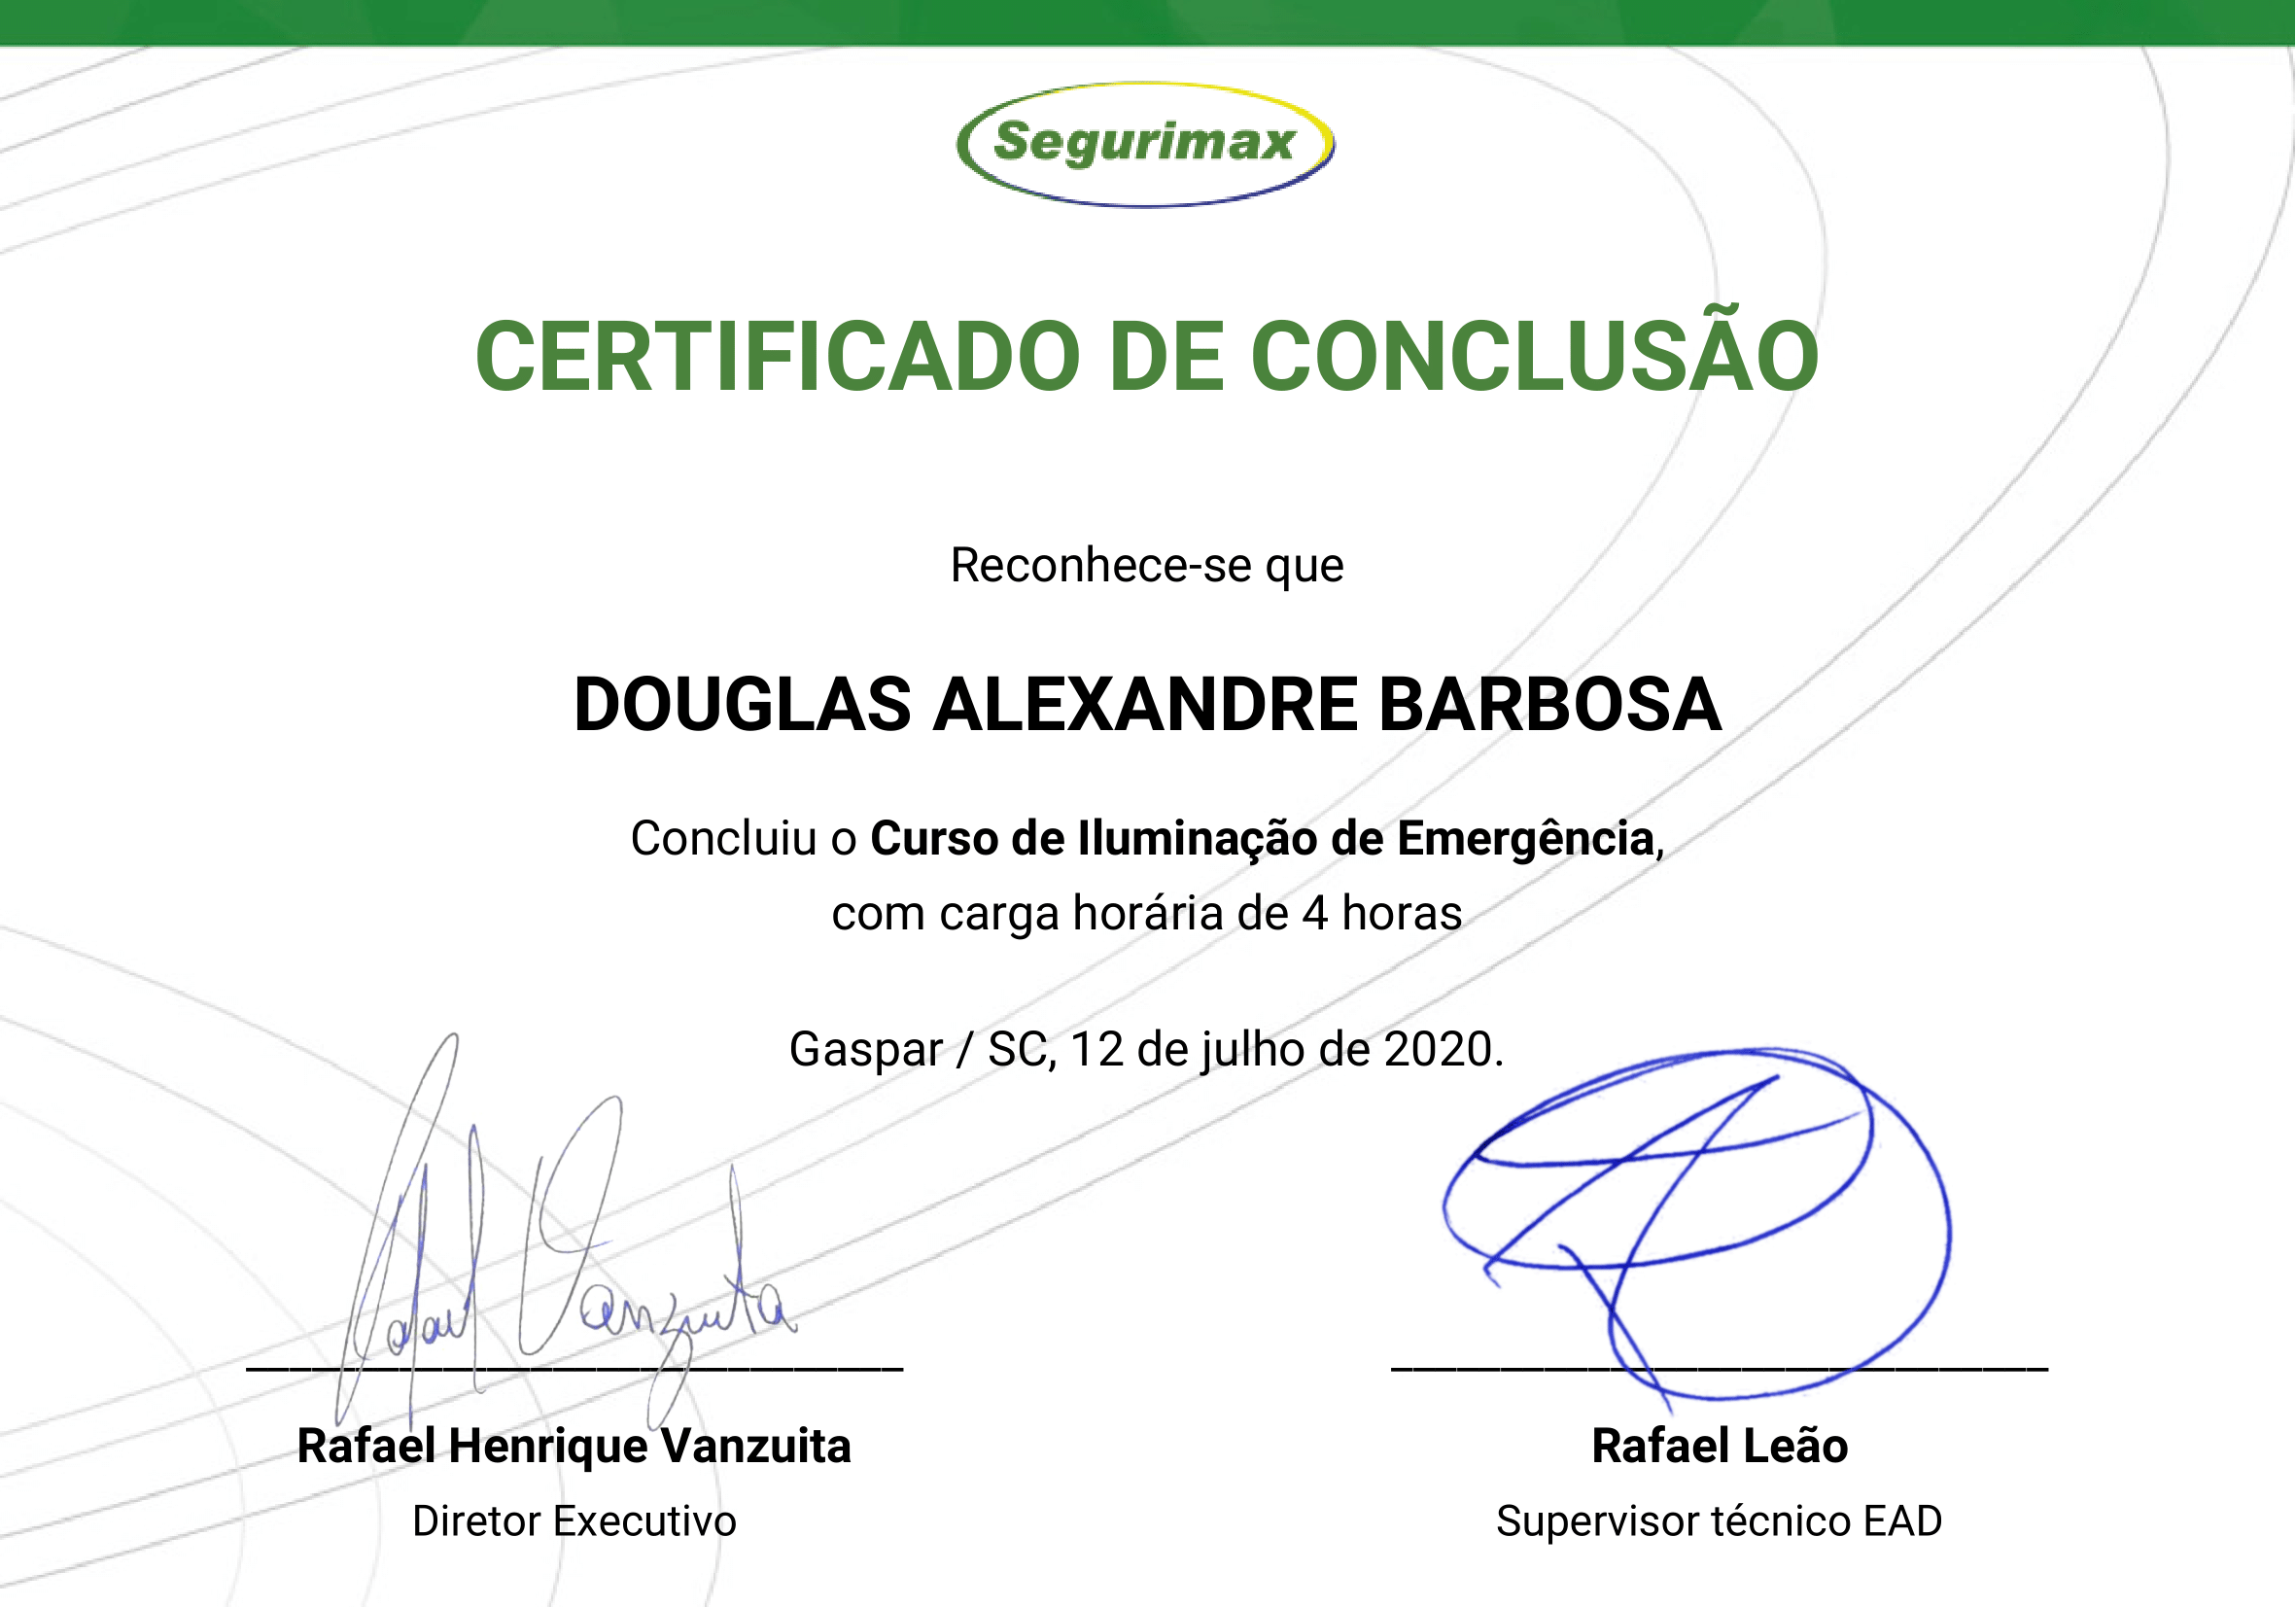 Segurimax
CERTIFICADO DE CONCLUSÃO
Reconhece-se que
DOUGLAS ALEXANDRE BARBOSA
Concluiu o Curso de Iluminação de Emergência,
com carga horária de 4 horas
Gaspar / SC, 12 de julho de 2020.
Rafael Vanzuita
Rafael Henrique Vanzuita
Diretor Executivo
Rafael Leão
Supervisor técnico EAD